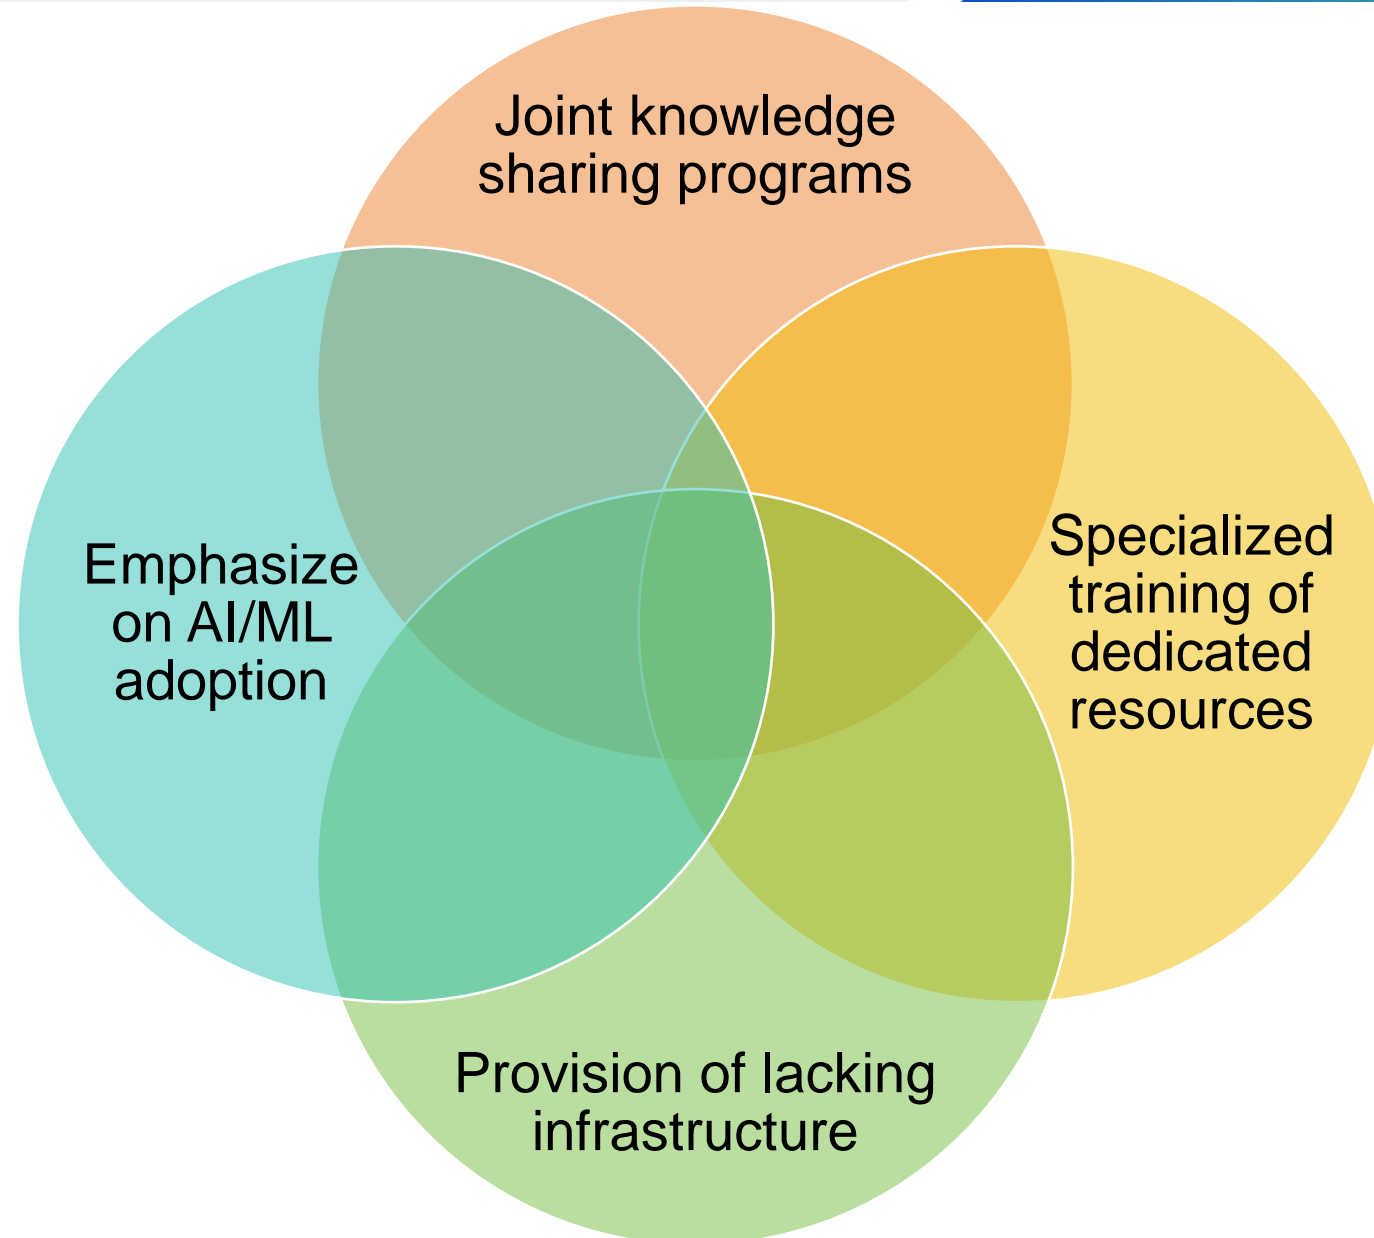 Joint knowledge
sharing programs
Emphasize
on AI/ML
adoption
Specialized
training of
dedicated
resources
Provision of lacking
infrastructure